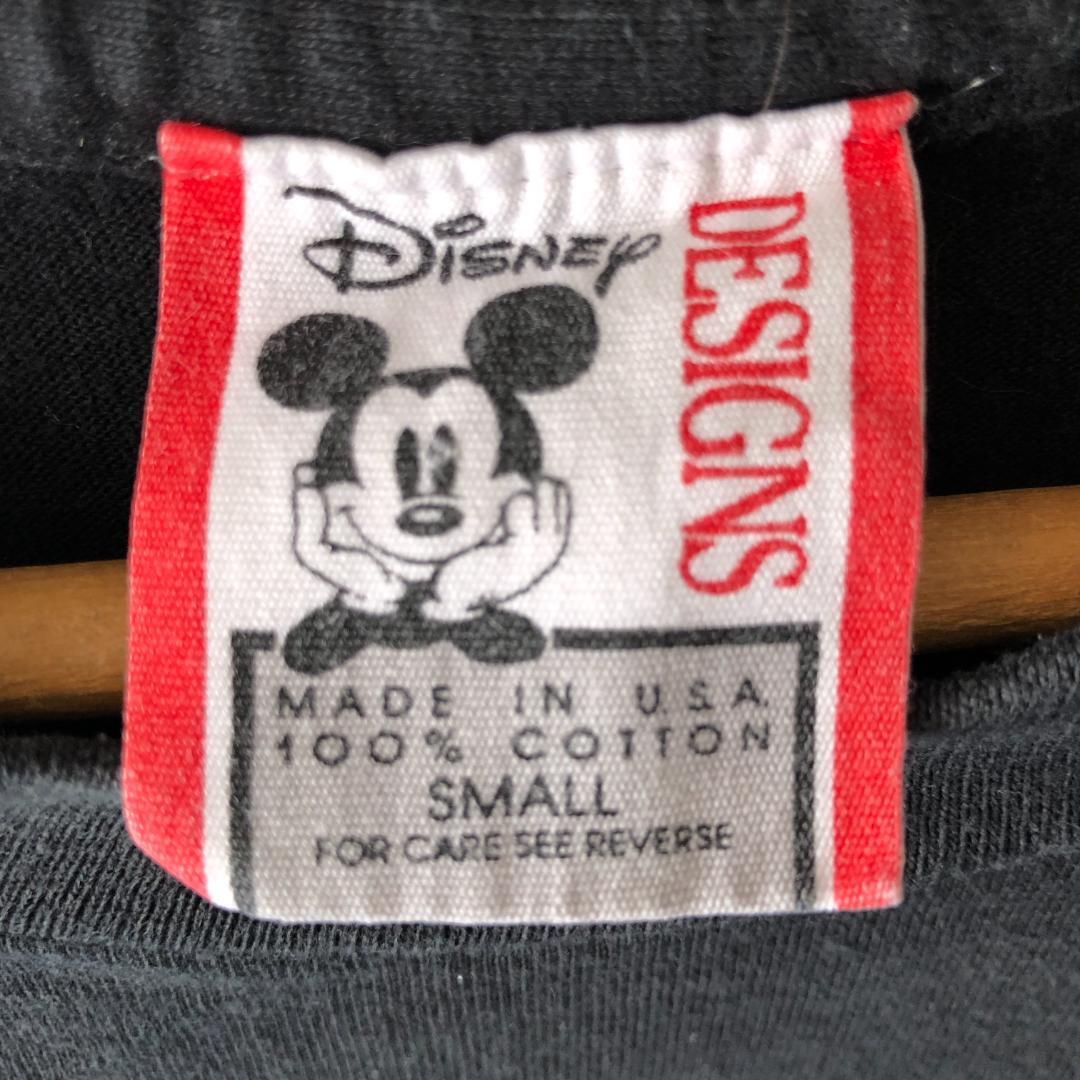 Disney
DESIGNS
MADE IN U.S.A.
100% COTTON
SMALL
FOR CARE SEE REVERSE